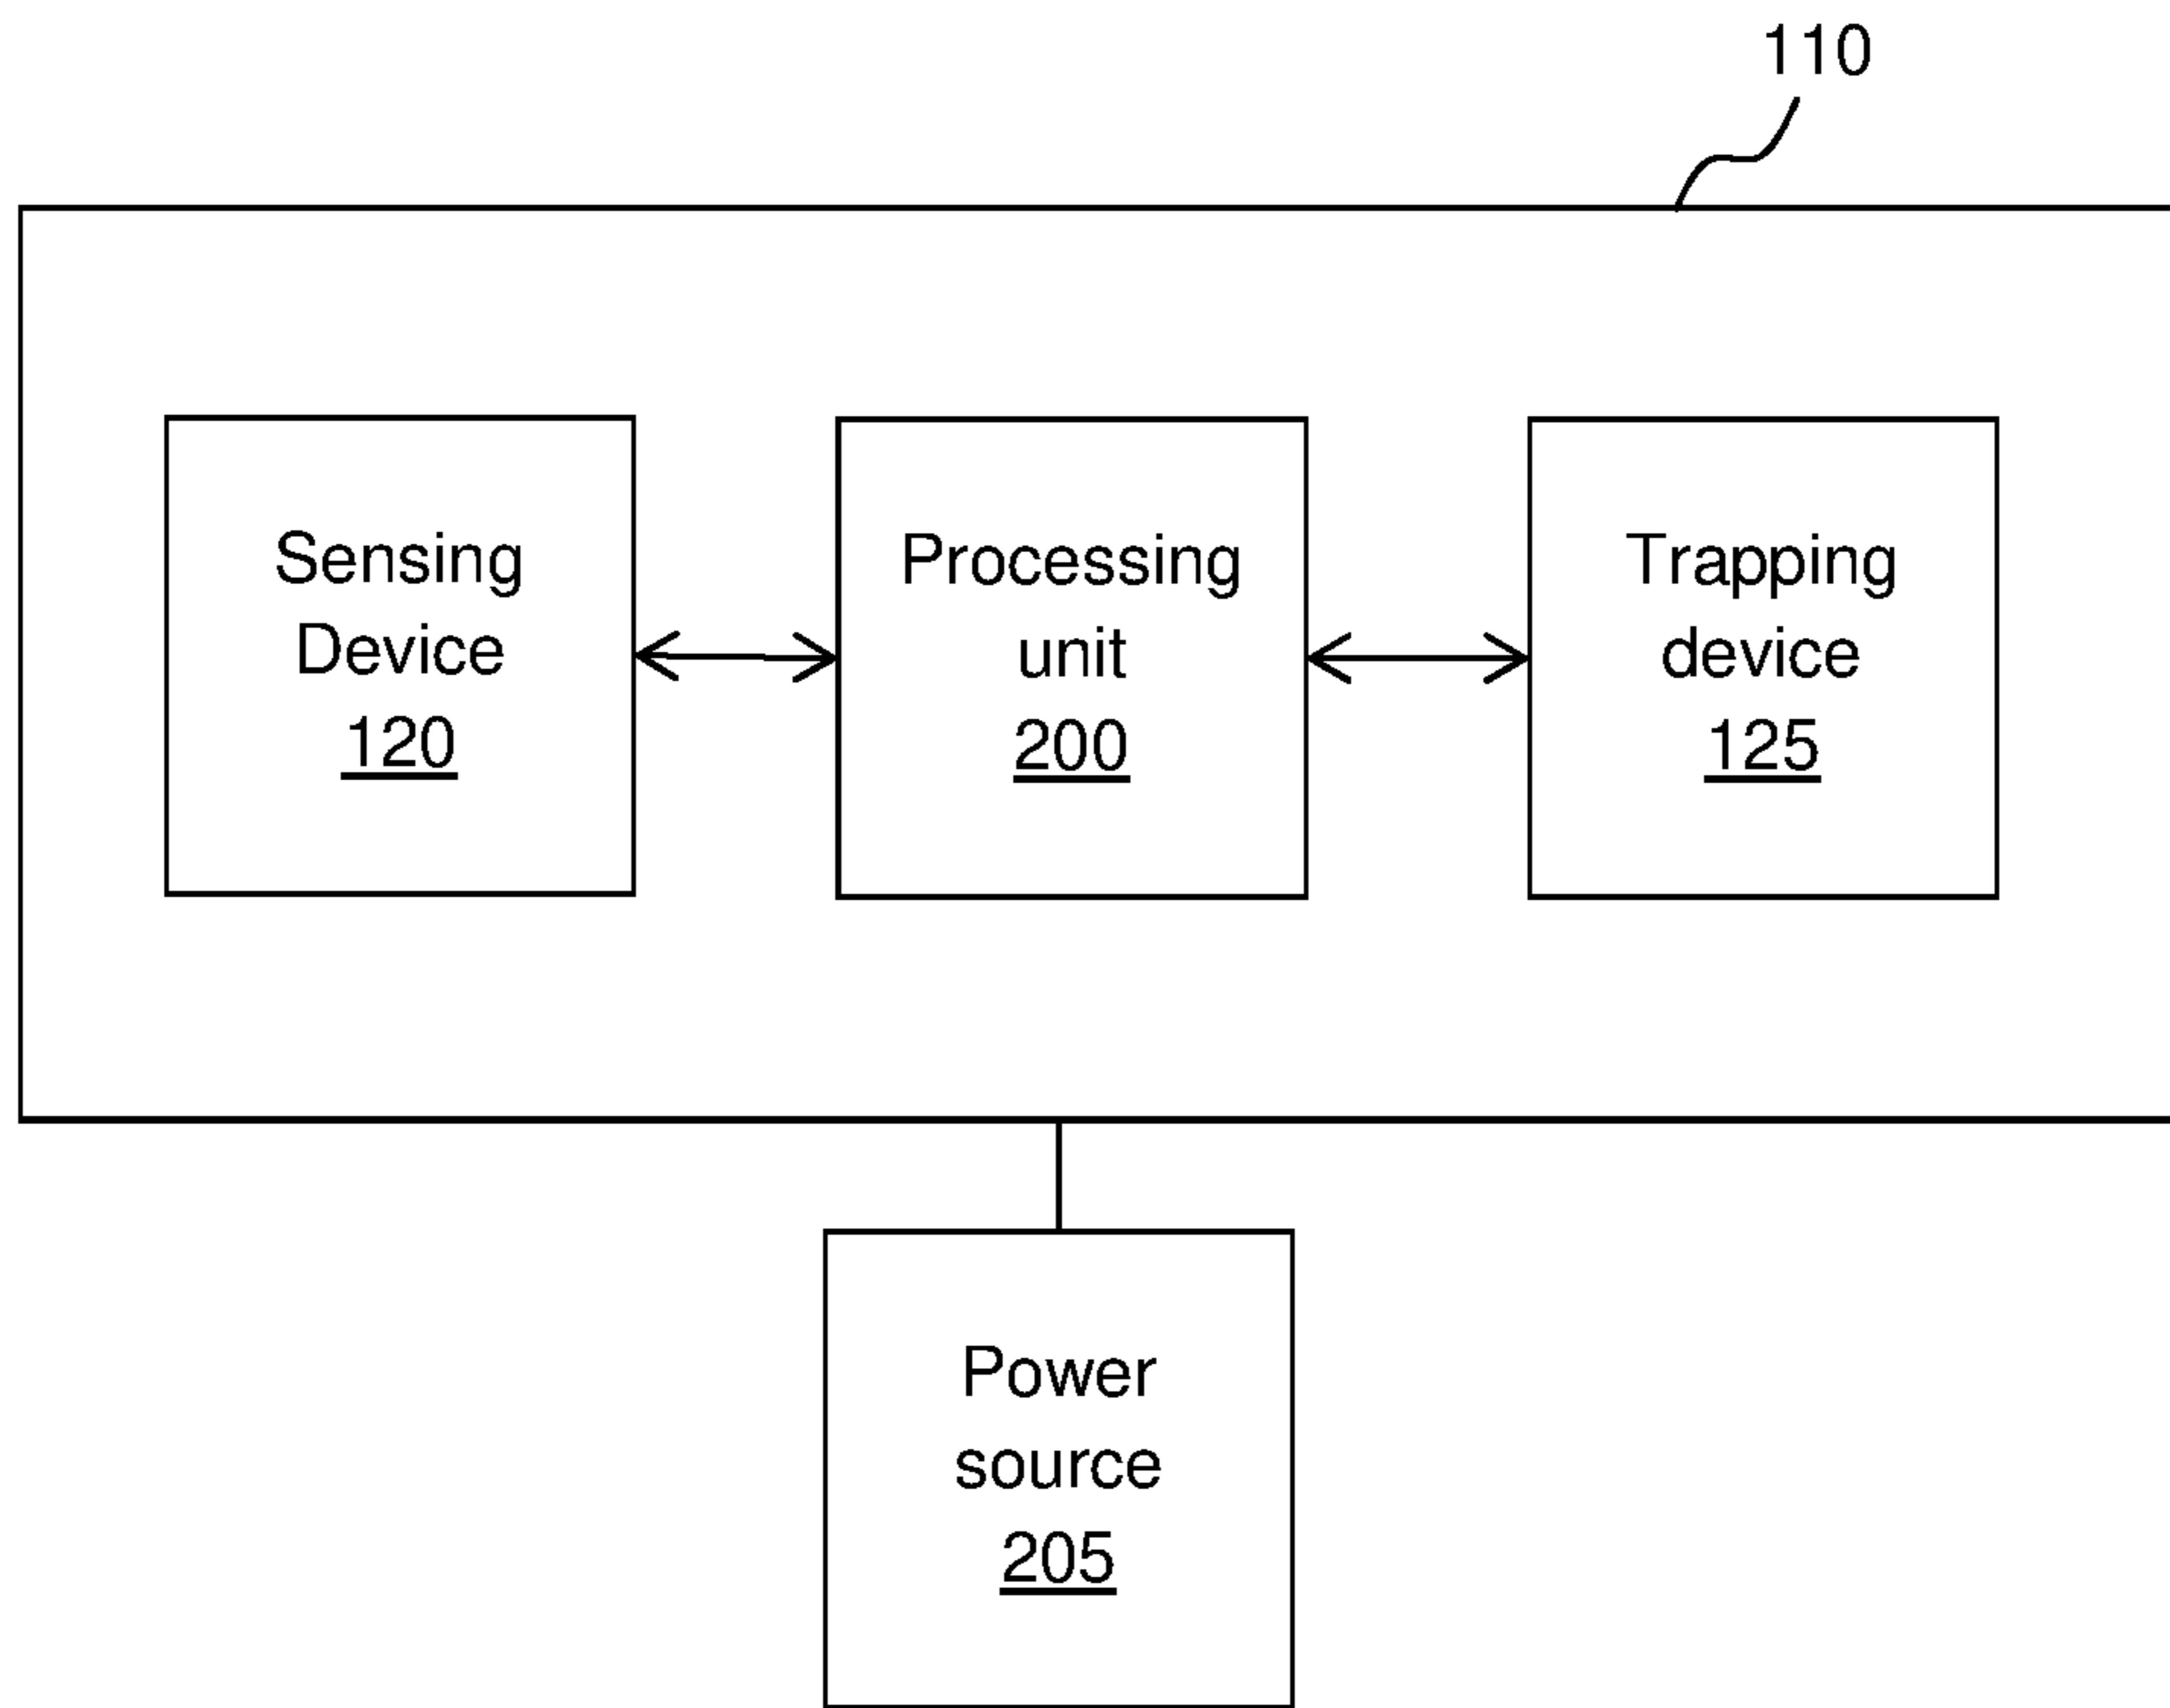 110
Sensing
Device
120
Processing
unit
200
Trapping
device
125
Power
source
205